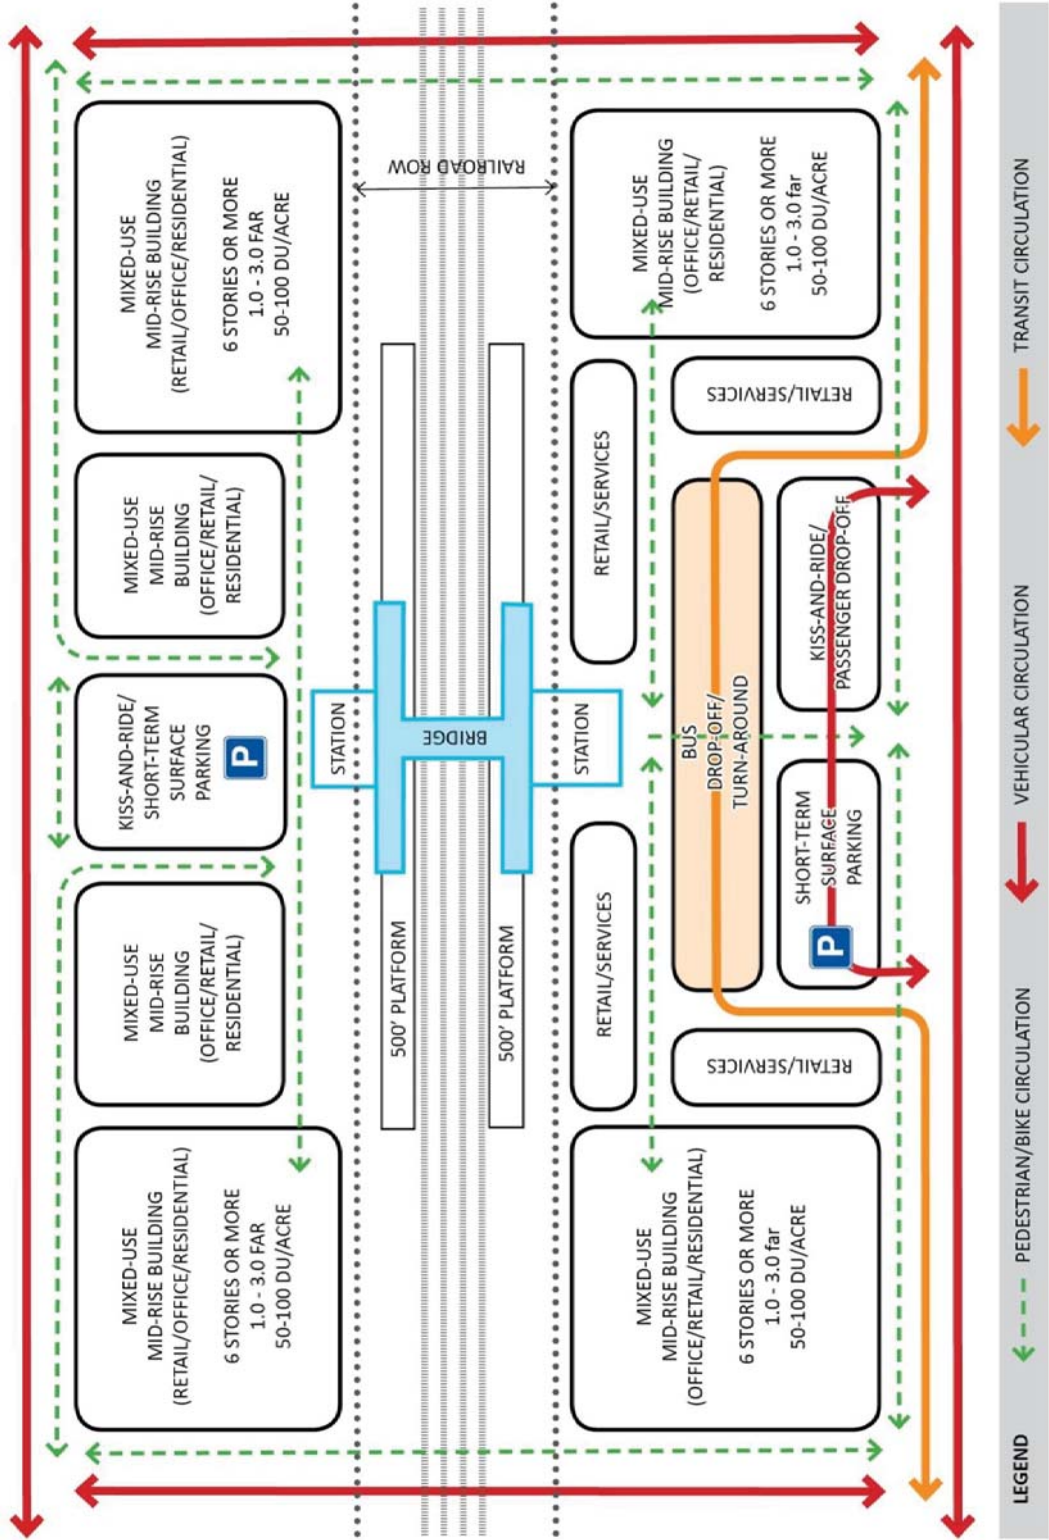 MIXED-USE
MID-RISE BUILDING
(RETAIL/OFFICE/RESIDENTIAL)
6 STORIES OR MORE
1.0 - 3.0 FAR
50-100 DU/ACRE
MIXED-USE
MID-RISE
BUILDING
(OFFICE/RETAIL/
RESIDENTIAL)
KISS-AND-RIDE/
SHORT-TERM
SURFACE
PARKING
P
MIXED-USE
MID-RISE
BUILDING
(OFFICE/RETAIL/
RESIDENTIAL)
MIXED-USE
MID-RISE BUILDING
(RETAIL/OFFICE/RESIDENTIAL)
6 STORIES OR MORE
1.0 - 3.0 FAR
50-100 DU/ACRE
STATION
500' PLATFORM
BRIDGE
RAILROAD ROW
500' PLATFORM
STATION
RETAIL/SERVICES
RETAIL/SERVICES
MIXED-USE
MID-RISE BUILDING
(OFFICE/RETAIL/RESIDENTIAL)
6 STORIES OR MORE
1.0 - 3.0 far
50-100 DU/ACRE
RETAIL/SERVICES
BUS
DROP-OFF/
TURN-AROUND
P
SHORT-TERM
SURFACE
PARKING
KISS-AND-RIDE/
PASSENGER DROP-OFF
RETAIL/SERVICES
MIXED-USE
MID-RISE BUILDING
(OFFICE/RETAIL/
RESIDENTIAL)
6 STORIES OR MORE
1.0 - 3.0 far
50-100 DU/ACRE
LEGEND
PEDESTRIAN/BIKE CIRCULATION
VEHICULAR CIRCULATION
TRANSIT CIRCULATION